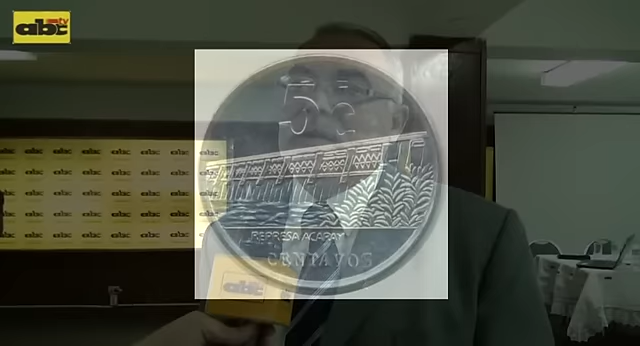 abc tv
5 c
REPRESA ACARAY
CENTAVOS
abc